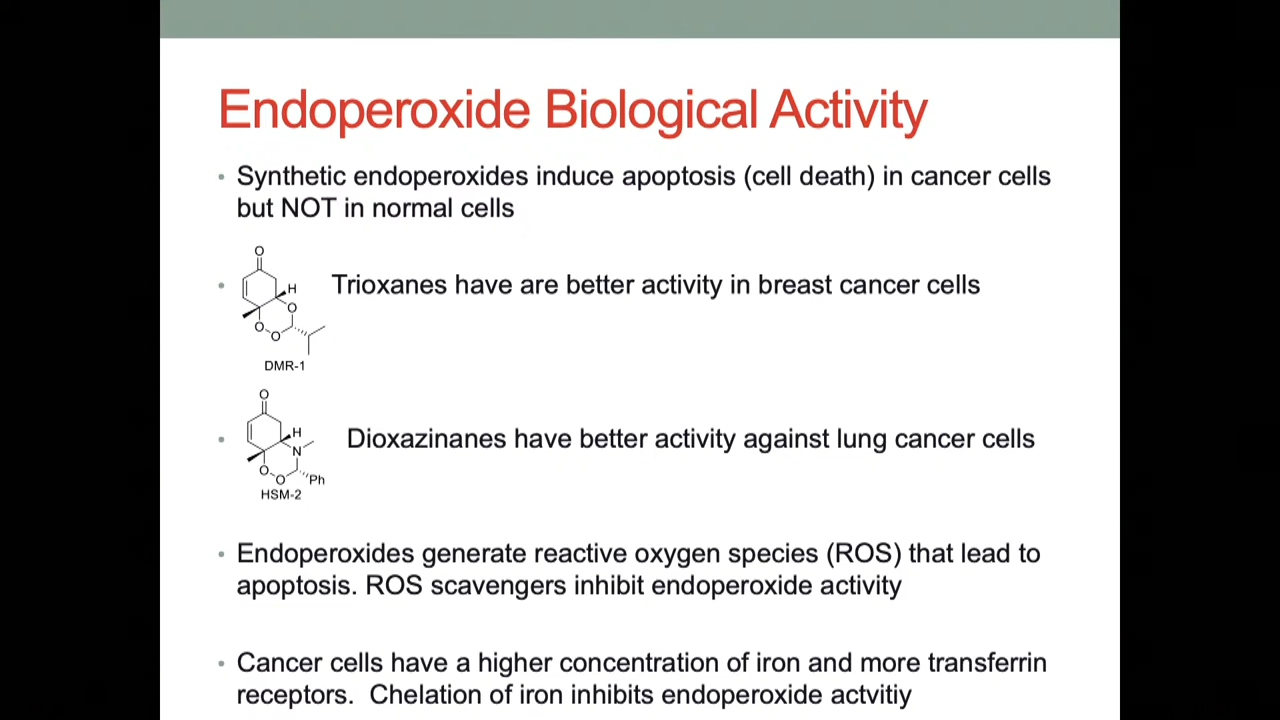 Endoperoxide Biological Activity
• Synthetic endoperoxides induce apoptosis (cell death) in cancer cells
but NOT in normal cells
O
H
• Trioxanes have are better activity in breast cancer cells
O
O
O
DMR-1
O
H
• Dioxazinanes have better activity against lung cancer cells
N
O
O
Ph
HSM-2
• Endoperoxides generate reactive oxygen species (ROS) that lead to
apoptosis. ROS scavengers inhibit endoperoxide activity
• Cancer cells have a higher concentration of iron and more transferrin
receptors.  Chelation of iron inhibits endoperoxide actvitiy